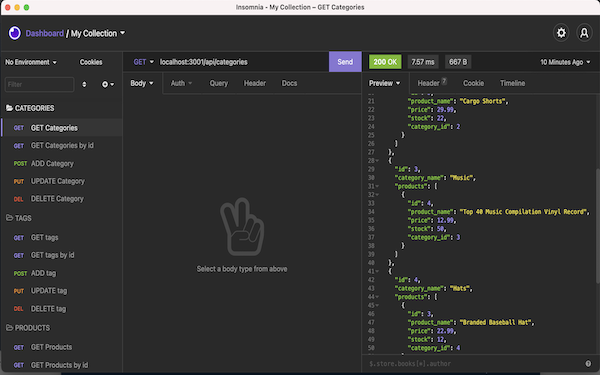 Insomnia - My Collection – GET Categories
Dashboard / My Collection
No Environment
Cookies
Filter
CATEGORIES
GET GET Categories
GET GET Categories by id
POST ADD Category
PUT UPDATE Category
DEL DELETE Category
TAGS
GET GET tags
GET GET tags by id
POST ADD tag
PUT UPDATE tag
DEL DELETE tag
PRODUCTS
GET GET Products
GET GET Products by id
GET localhost:3001/api/categories Send
Body Auth Query Header Docs
Select a body type from above
200 OK 7.57 ms 667 B 10 Minutes Ago
Preview Header 7 Cookie Timeline
21 "product_name": "Cargo Shorts",
22 "price": 29.99,
23 "stock": 22,
24 "category_id": 2
25 }
26 ]
27 },
28 {
29 "id": 3,
30 "category_name": "Music",
31 "products": [
32 {
33 "id": 4,
34 "product_name": "Top 40 Music Compilation Vinyl Record",
35 "price": 12.99,
36 "stock": 50,
37 "category_id": 3
38 }
39 ]
40 },
41 {
42 "id": 4,
43 "category_name": "Hats",
44 "products": [
45 {
46 "id": 3,
47 "product_name": "Branded Baseball Hat",
48 "price": 22.99,
49 "stock": 12,
50 "category_id": 4
$.store.books[*].author